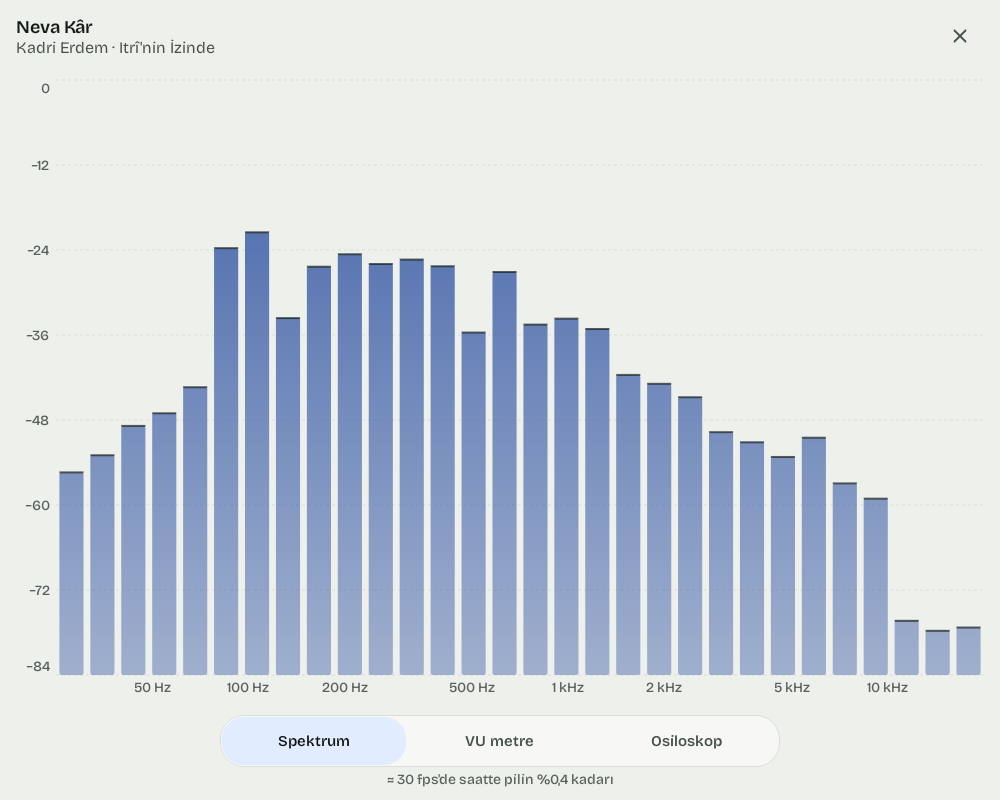 Neva Kâr
Kadri Erdem · Itrî'nin İzinde
0
-12
-24
-36
-48
-60
-72
-84
50 Hz 100 Hz 200 Hz 500 Hz 1 kHz 2 kHz 5 kHz 10 kHz
Spektrum VU metre Osiloskop
≈ 30 fps'de saatte pilin %0,4 kadarı